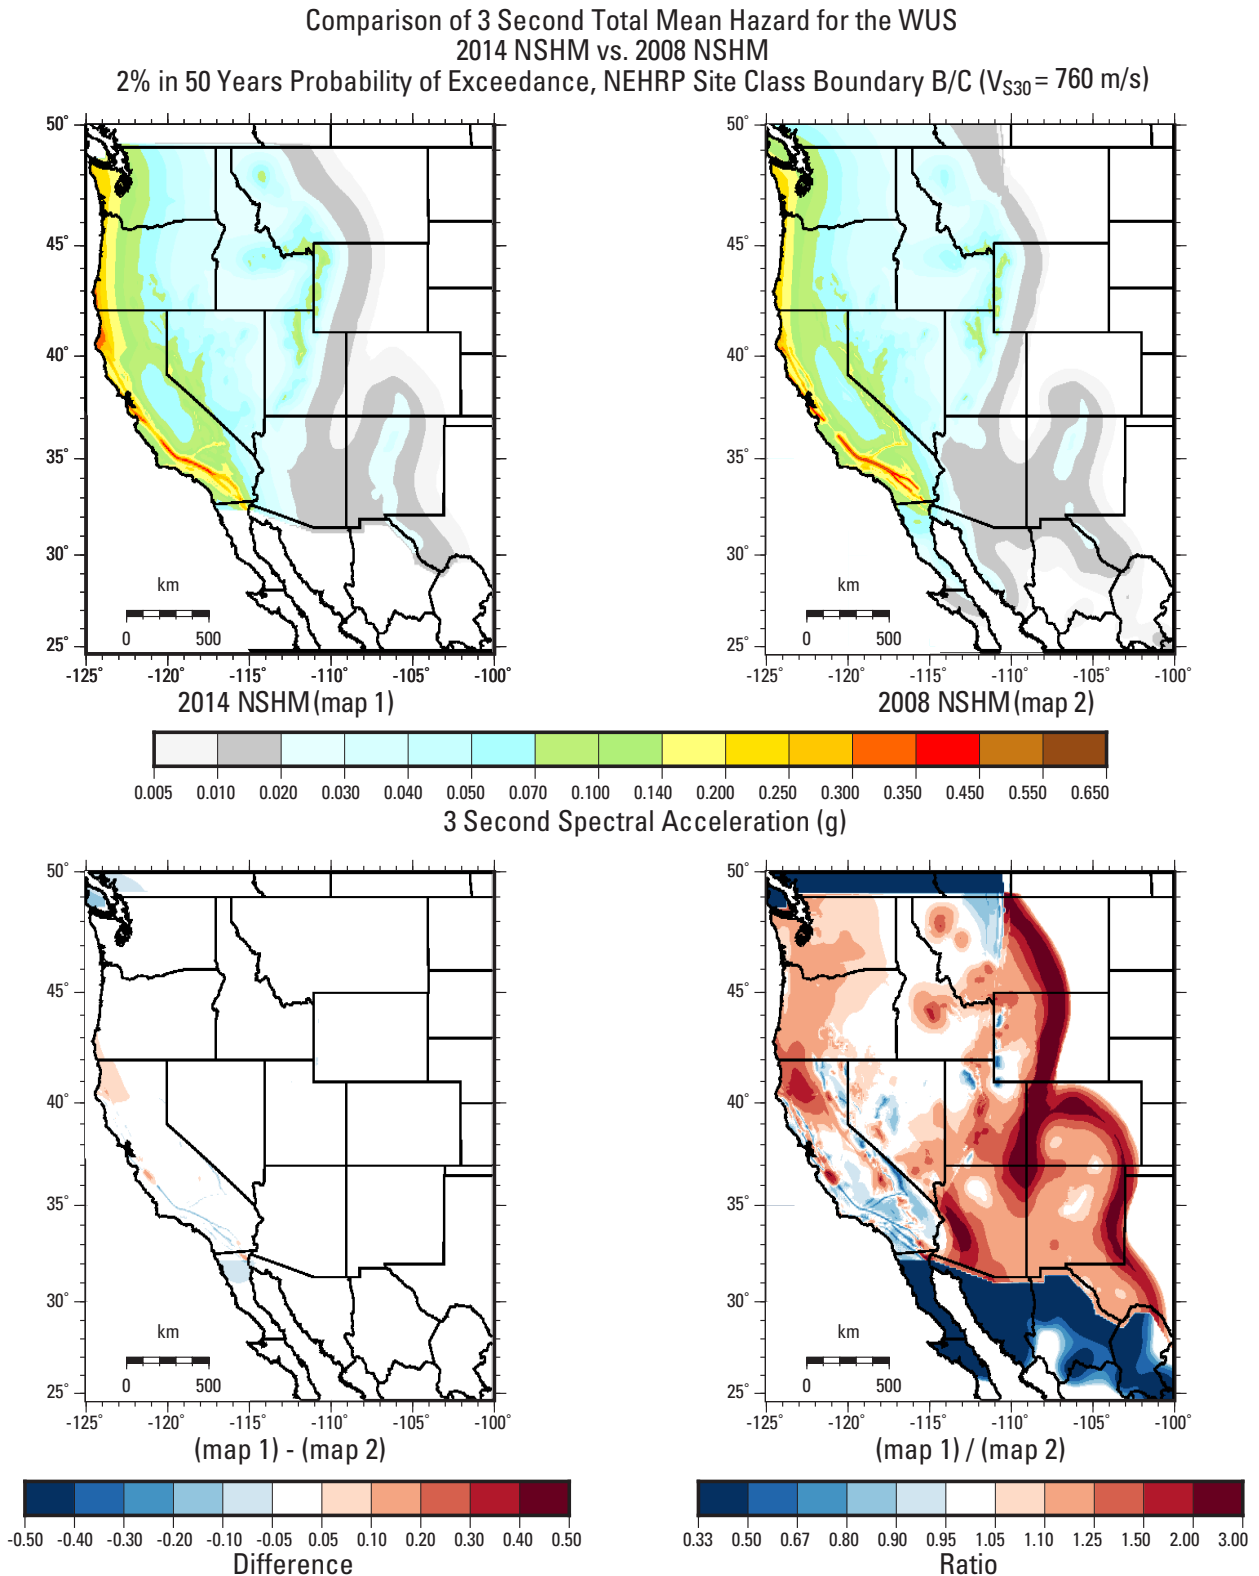 Comparison of 3 Second Total Mean Hazard for the WUS
2014 NSHM vs. 2008 NSHM
2% in 50 Years Probability of Exceedance, NEHRP Site Class Boundary B/C (VS30 = 760 m/s)
50˚
45˚
40˚
35˚
30˚
25˚
km
0 500
-125˚ -120˚ -115˚ -110˚ -105˚ -100˚
2014 NSHM (map 1)
50˚
45˚
40˚
35˚
30˚
25˚
km
0 500
-125˚ -120˚ -115˚ -110˚ -105˚ -100˚
2008 NSHM (map 2)
0.005 0.010 0.020 0.030 0.040 0.050 0.070 0.100 0.140 0.200 0.250 0.300 0.350 0.450 0.550 0.650
3 Second Spectral Acceleration (g)
50˚
45˚
40˚
35˚
30˚
25˚
km
0 500
-125˚ -120˚ -115˚ -110˚ -105˚ -100˚
(map 1) - (map 2)
-0.50 -0.40 -0.30 -0.20 -0.10 -0.05 0.05 0.10 0.20 0.30 0.40 0.50
Difference
50˚
45˚
40˚
35˚
30˚
25˚
km
0 500
-125˚ -120˚ -115˚ -110˚ -105˚ -100˚
(map 1) / (map 2)
0.33 0.50 0.67 0.80 0.90 0.95 1.05 1.10 1.25 1.50 2.00 3.00
Ratio